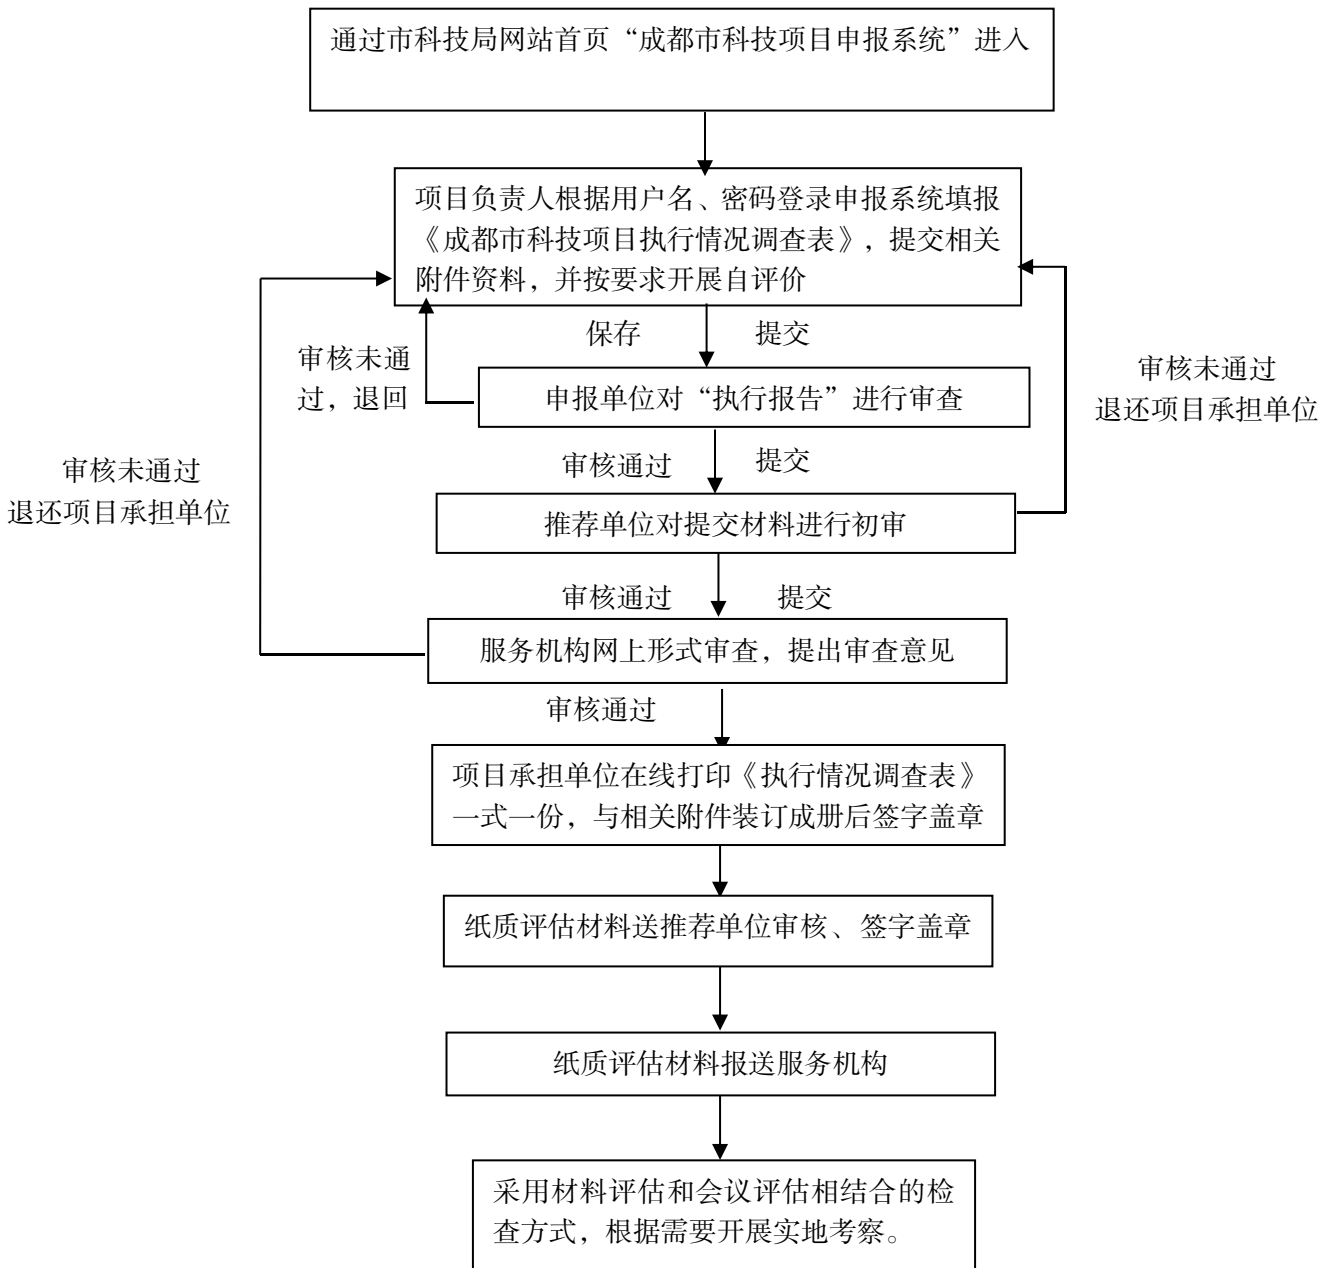 通过市科技局网站首页“成都市科技项目申报系统”进入
项目负责人根据用户名、密码登录申报系统填报
《成都市科技项目执行情况调查表》，提交相关
附件资料，并按要求开展自评价
保存 提交
审核未通
过，退回
申报单位对“执行报告”进行审查
审核未通过
退还项目承担单位
审核未通过
退还项目承担单位
审核通过 提交
推荐单位对提交材料进行初审
审核通过 提交
服务机构网上形式审查，提出审查意见
审核通过
项目承担单位在线打印《执行情况调查表》
一式一份，与相关附件装订成册后签字盖章
纸质评估材料送推荐单位审核、签字盖章
纸质评估材料报送服务机构
采用材料评估和会议评估相结合的检
查方式，根据需要开展实地考察。